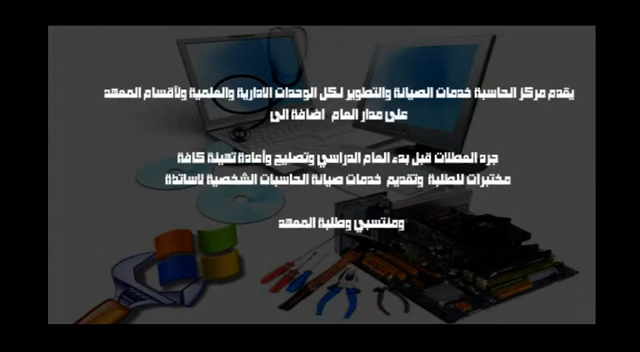 يقدم مركز الحاسبة خدمات الصيانة والتطوير لكل الوحدات الادارية والعلمية ولأقسام المعهد
على مدار العام اضافة الى
جرد العطلات قبل بدء العام الدراسي وتصليح وأعادة تهيئة كافة
مختبرات للطلبة وتقديم خدمات صيانة الحاسبات الشخصية لاساتذة
ومنتسبي وطلبة المعهد